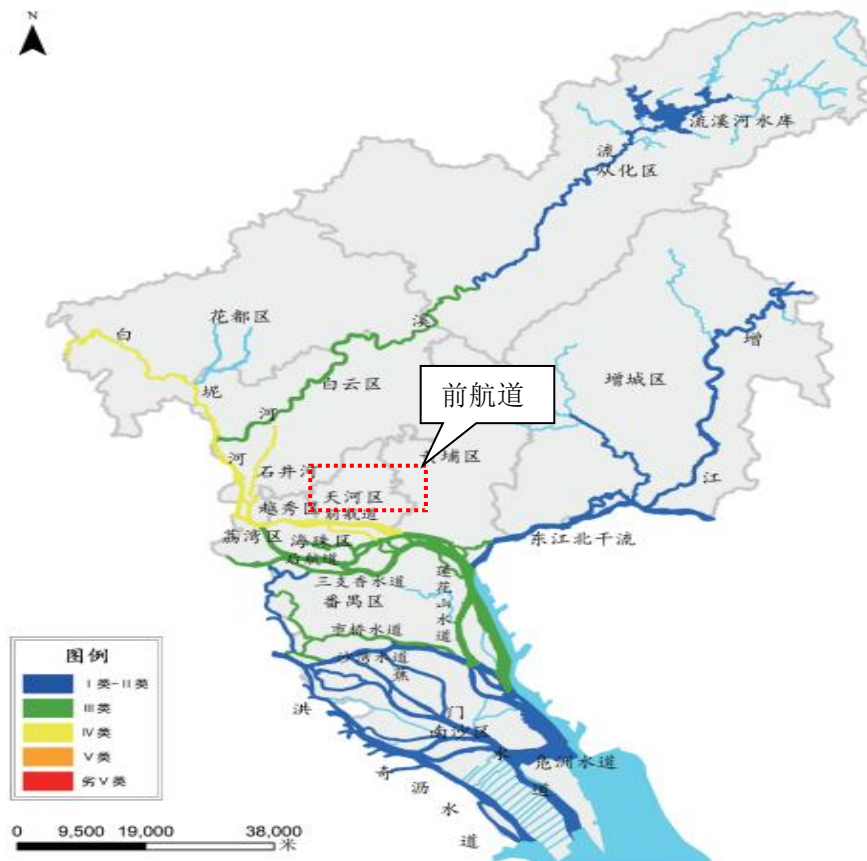 N
流溪河水库
流
从化区
溪
花都区
白
坭
白云区
河
增
增城区
前航道
黄埔区
河
石井河
天河区
江
越秀区
前航道
荔湾区
海珠区
后航道
东江北干流
三支香水道
莲花山水道
番禺区
市桥水道
沙湾水道
蕉
洪
门
南沙区
水
凫洲水道
奇
道
沥
水
道
图例
Ⅰ类-Ⅱ类
Ⅲ类
Ⅳ类
Ⅴ类
劣Ⅴ类
0 9,500 19,000 38,000
米